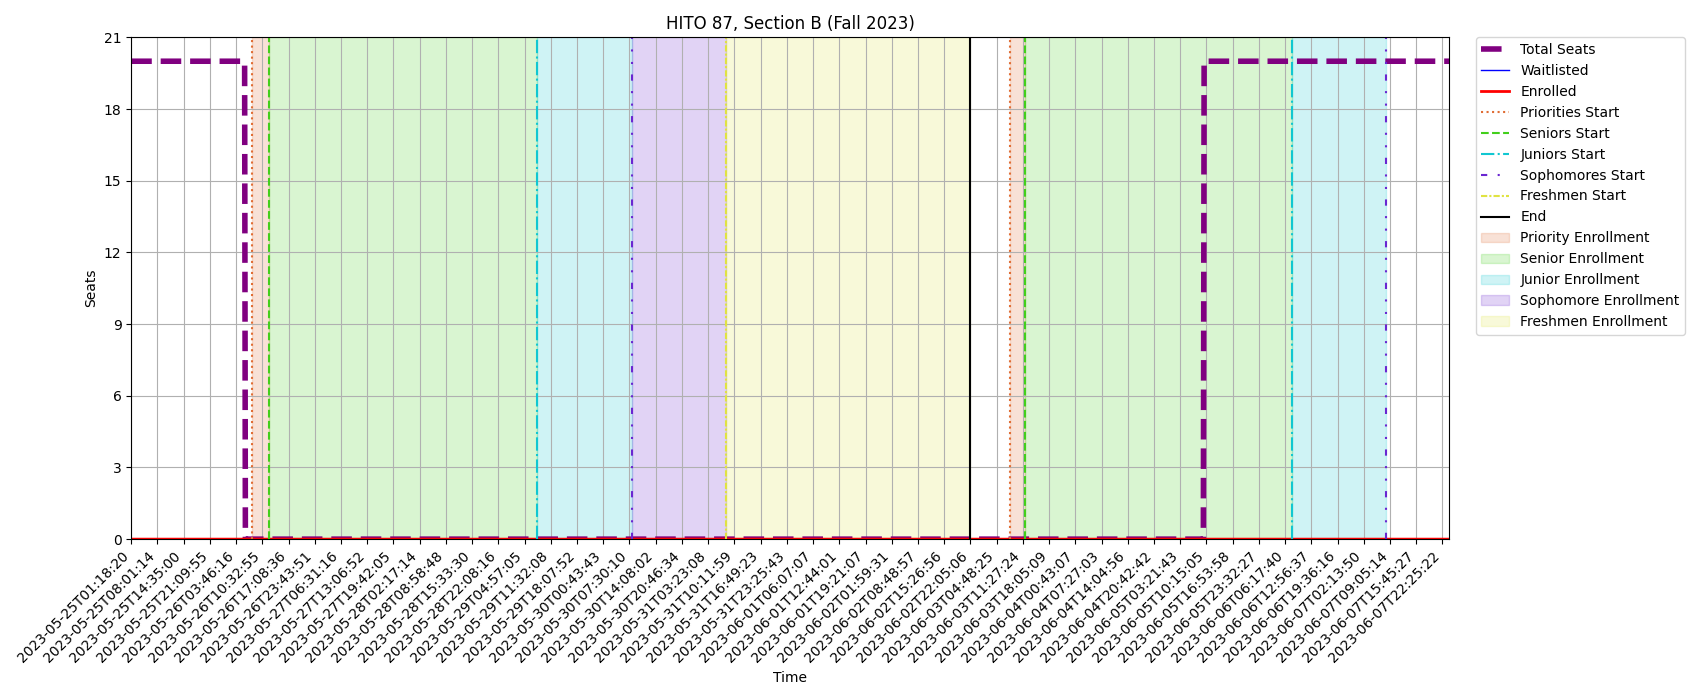 HITO 87, Section B (Fall 2023)
Seats
21
18
15
12
9
6
3
0
2023-05-25T01:18:20
2023-05-25T08:01:14
2023-05-25T14:35:00
2023-05-25T21:09:55
2023-05-26T03:46:16
2023-05-26T10:32:55
2023-05-26T17:08:36
2023-05-26T23:43:51
2023-05-27T06:31:16
2023-05-27T13:06:52
2023-05-27T19:42:05
2023-05-28T02:17:14
2023-05-28T08:58:48
2023-05-28T15:33:30
2023-05-28T22:08:16
2023-05-29T04:57:05
2023-05-29T11:32:08
2023-05-29T18:07:52
2023-05-30T00:43:43
2023-05-30T07:30:10
2023-05-30T14:08:02
2023-05-30T20:46:34
2023-05-31T03:23:08
2023-05-31T10:11:59
2023-05-31T16:49:23
2023-05-31T23:25:43
2023-06-01T06:07:07
2023-06-01T12:44:01
2023-06-01T19:21:07
2023-06-02T01:59:31
2023-06-02T08:48:57
2023-06-02T15:26:56
2023-06-02T22:05:06
2023-06-03T04:48:25
2023-06-03T11:27:24
2023-06-03T18:05:09
2023-06-04T00:43:07
2023-06-04T07:27:03
2023-06-04T14:04:56
2023-06-04T20:42:42
2023-06-05T03:21:43
2023-06-05T10:15:05
2023-06-05T16:53:58
2023-06-05T23:32:27
2023-06-06T06:17:40
2023-06-06T12:56:37
2023-06-06T19:36:16
2023-06-07T02:13:50
2023-06-07T09:05:14
2023-06-07T15:45:27
2023-06-07T22:25:22
Time
Total Seats
Waitlisted
Enrolled
Priorities Start
Seniors Start
Juniors Start
Sophomores Start
Freshmen Start
End
Priority Enrollment
Senior Enrollment
Junior Enrollment
Sophomore Enrollment
Freshmen Enrollment